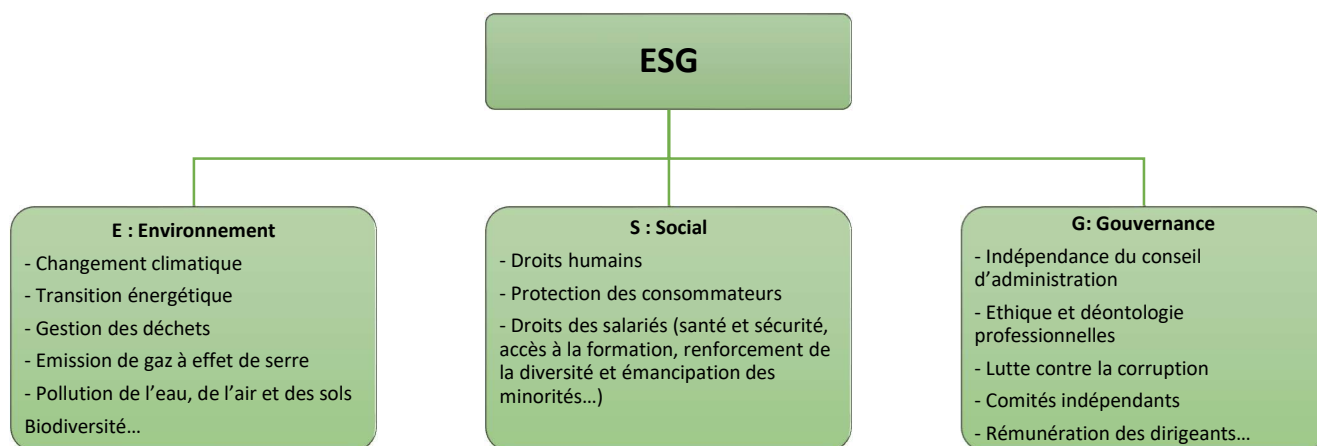 ESG
E : Environnement
- Changement climatique
- Transition énergétique
- Gestion des déchets
- Emission de gaz à effet de serre
- Pollution de l’eau, de l’air et des sols
Biodiversité…
S : Social
- Droits humains
- Protection des consommateurs
- Droits des salariés (santé et sécurité,
accès à la formation, renforcement de
la diversité et émancipation des
minorités…)
G: Gouvernance
- Indépendance du conseil
d’administration
- Ethique et déontologie
professionnelles
- Lutte contre la corruption
- Comités indépendants
- Rémunération des dirigeants…